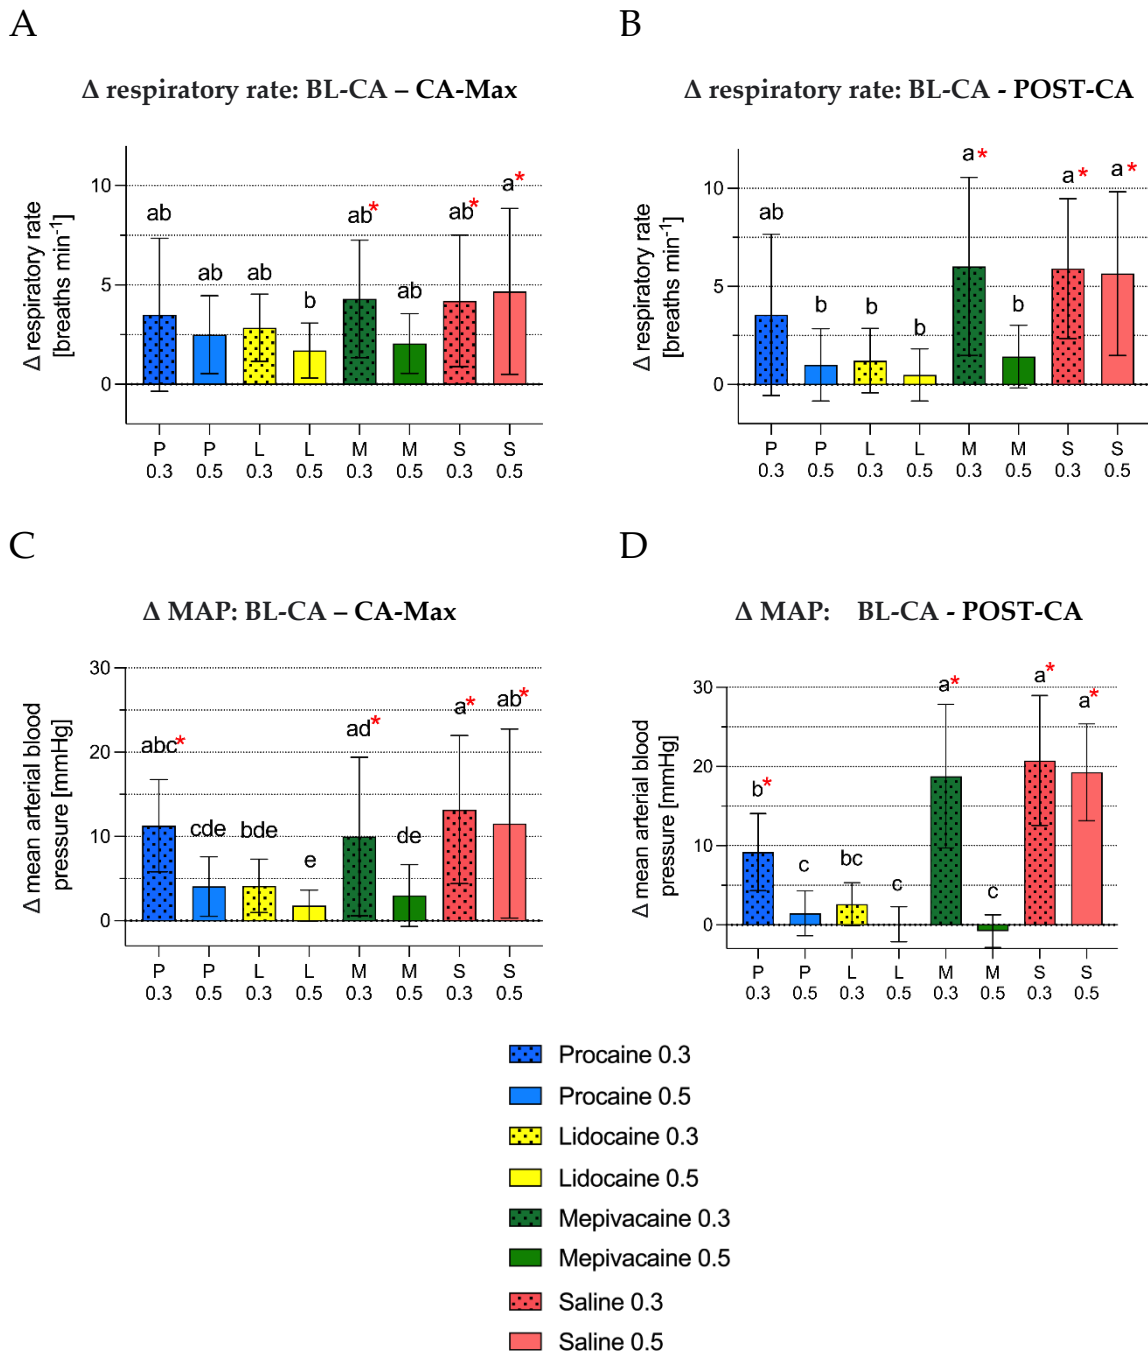 A
Δ respiratory rate: BL-CA – CA-Max
Δ respiratory rate
[breaths min⁻¹]
10
5
0
ab
ab
ab
b
ab*
ab
ab*
a*
P P L L M M S S
0.3 0.5 0.3 0.5 0.3 0.5 0.3 0.5
B
Δ respiratory rate: BL-CA - POST-CA
Δ respiratory rate
[breaths min⁻¹]
10
5
0
ab
b
b
b
a*
b
a*
a*
P P L L M M S S
0.3 0.5 0.3 0.5 0.3 0.5 0.3 0.5
C
Δ MAP: BL-CA – CA-Max
Δ mean arterial blood
pressure [mmHg]
30
20
10
0
abc*
cde
bde
e
ad*
de
a*
ab*
P P L L M M S S
0.3 0.5 0.3 0.5 0.3 0.5 0.3 0.5
D
Δ MAP: BL-CA - POST-CA
Δ mean arterial blood
pressure [mmHg]
30
20
10
0
b*
c
bc
c
a*
c
a*
a*
P P L L M M S S
0.3 0.5 0.3 0.5 0.3 0.5 0.3 0.5
Procaine 0.3
Procaine 0.5
Lidocaine 0.3
Lidocaine 0.5
Mepivacaine 0.3
Mepivacaine 0.5
Saline 0.3
Saline 0.5